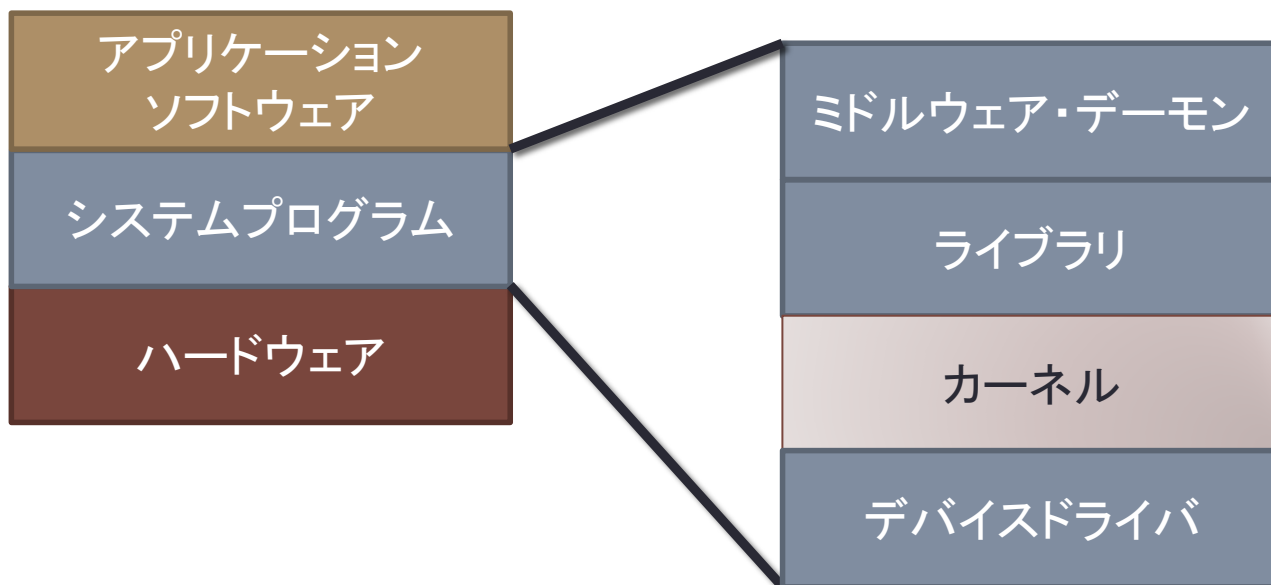 アプリケーション
ソフトウェア
システムプログラム
ハードウェア
ミドルウェア・デーモン
ライブラリ
カーネル
デバイスドライバ